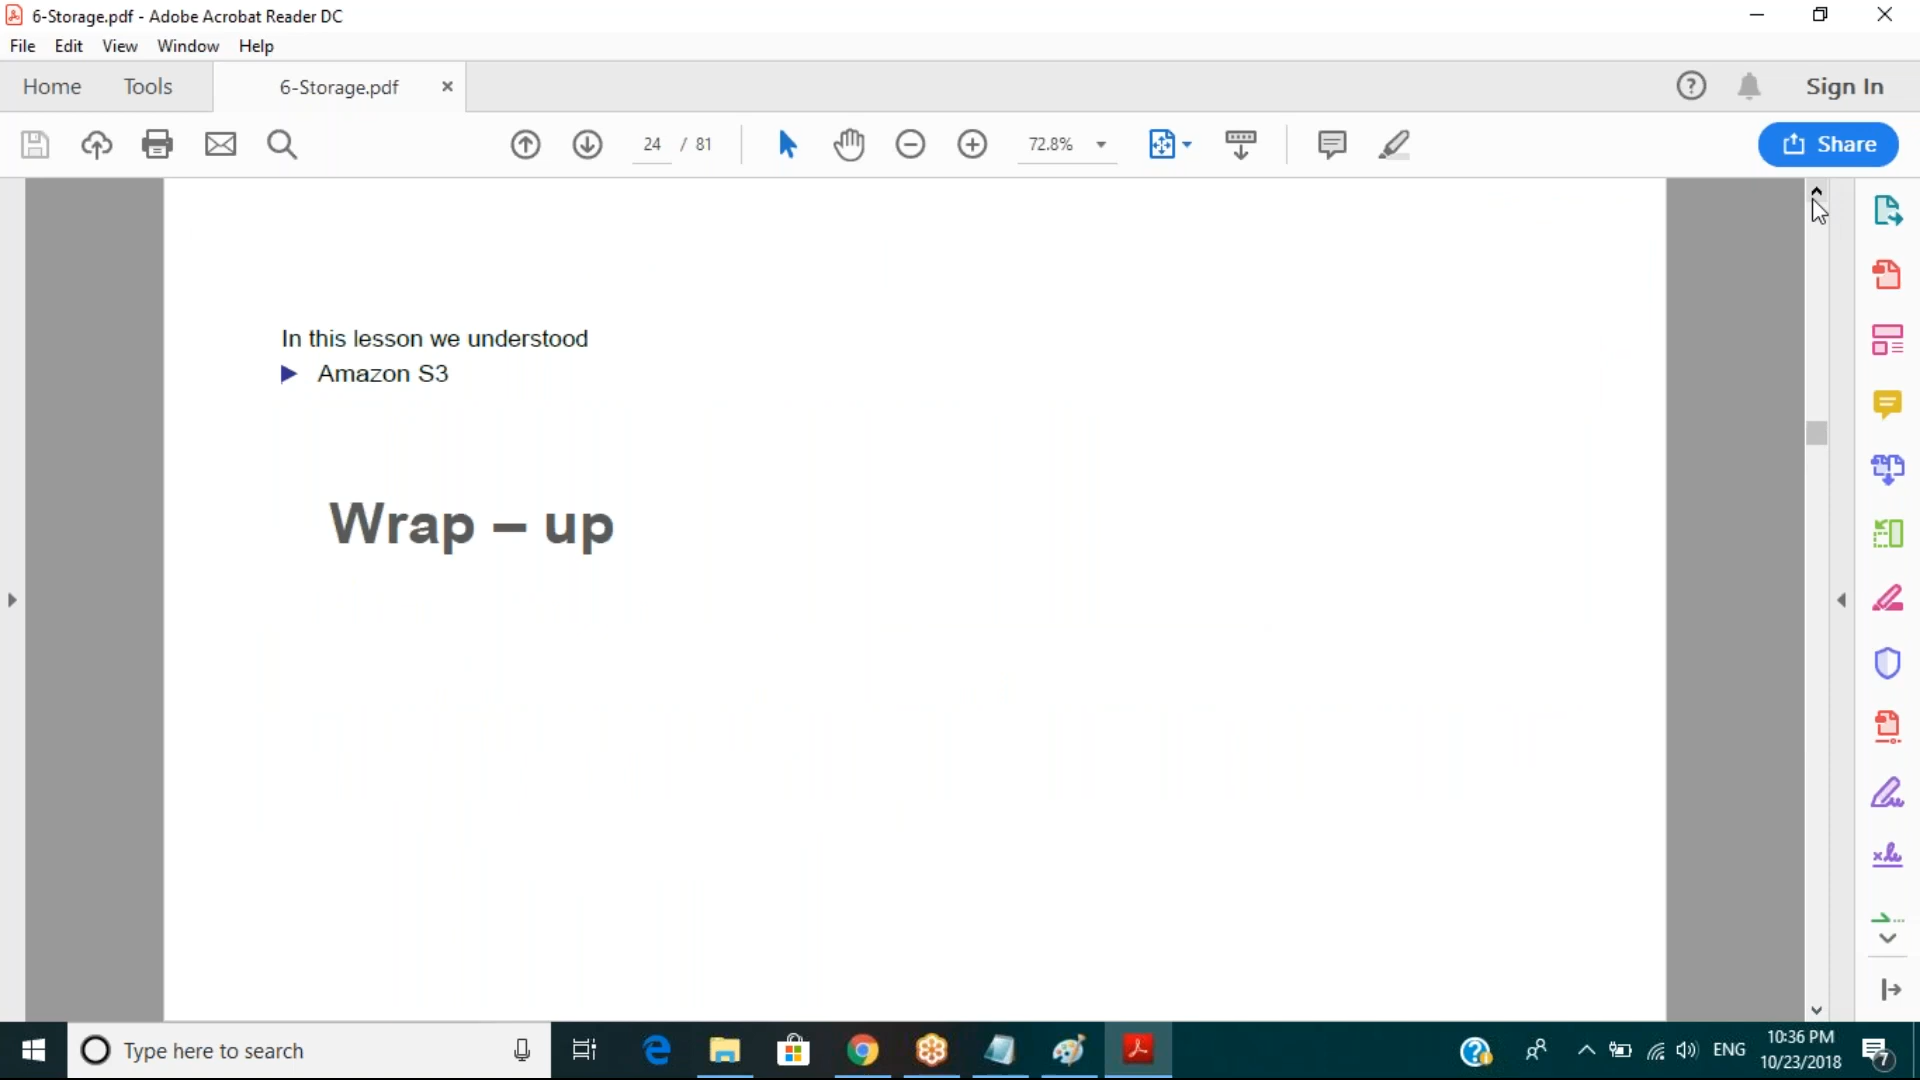 6-Storage.pdf - Adobe Acrobat Reader DC
File Edit View Window Help
Home Tools 6-Storage.pdf × Sign In
24 / 81 72.8% Share
In this lesson we understood
Amazon S3
Wrap – up
Type here to search
ENG
10:36 PM
10/23/2018
7